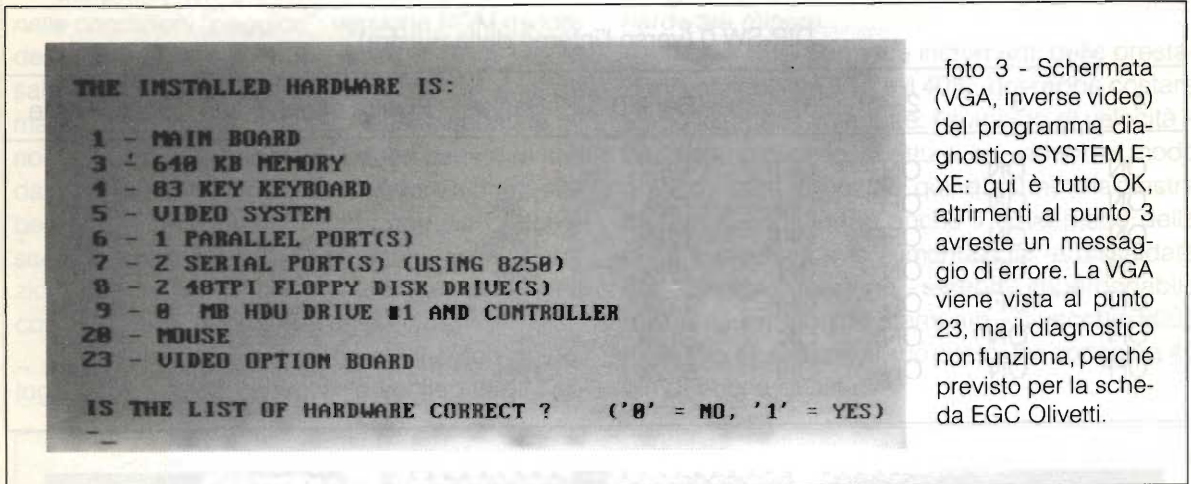 THE INSTALLED HARDWARE IS:
1 - MAIN BOARD
3 - 640 KB MEMORY
4 - 83 KEY KEYBOARD
5 - VIDEO SYSTEM
6 - 1 PARALLEL PORT(S)
7 - 2 SERIAL PORT(S) (USING 8250)
8 - 2 48TPI FLOPPY DISK DRIVE(S)
9 - 0 MB HDU DRIVE #1 AND CONTROLLER
20 - MOUSE
23 - VIDEO OPTION BOARD
IS THE LIST OF HARDWARE CORRECT ? ('0' = NO, '1' = YES)
foto 3 - Schermata
(VGA, inverse video)
del programma dia-
gnostico SYSTEM.E-
XE: qui è tutto OK,
altrimenti al punto 3
avreste un messag-
gio di errore. La VGA
viene vista al punto
23, ma il diagnostico
non funziona, perché
previsto per la sche-
da EGC Olivetti.